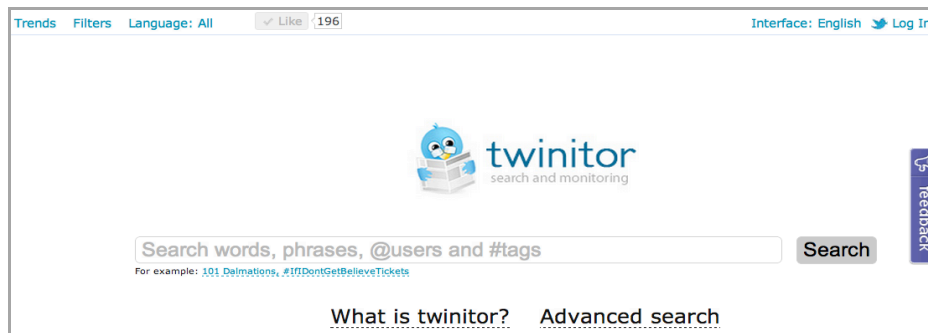 Trends Filters Language: All Like 196 Interface: English Log In
twinitor
search and monitoring
feedback
Search words, phrases, @users and #tags Search
For example: 101 Dalmations, #IfIDontGetBelieveTickets
What is twinitor? Advanced search